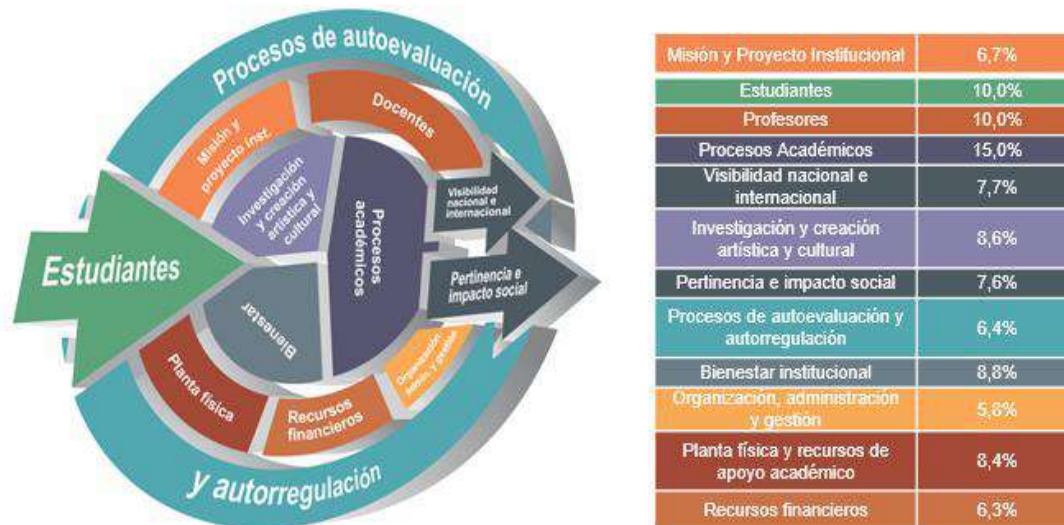 Procesos de autoevaluación
Misión y
proyecto inst.
Docentes
Investigación
y creación
artística y
cultural
Procesos
académicos
Visibilidad
nacional e
internacional
Estudiantes
Pertinencia e
impacto social
Bienestar
Planta física
Recursos
financieros
Organización
admin. y gestión
y autorregulación
Misión y Proyecto Institucional 6,7%
Estudiantes 10,0%
Profesores 10,0%
Procesos Académicos 15,0%
Visibilidad nacional e
internacional 7,7%
Investigación y creación
artística y cultural 8,6%
Pertinencia e impacto social 7,6%
Procesos de autoevaluación y
autorregulación 6,4%
Bienestar institucional 8,8%
Organización, administración
y gestión 5,8%
Planta física y recursos de
apoyo académico 8,4%
Recursos financieros 6,3%